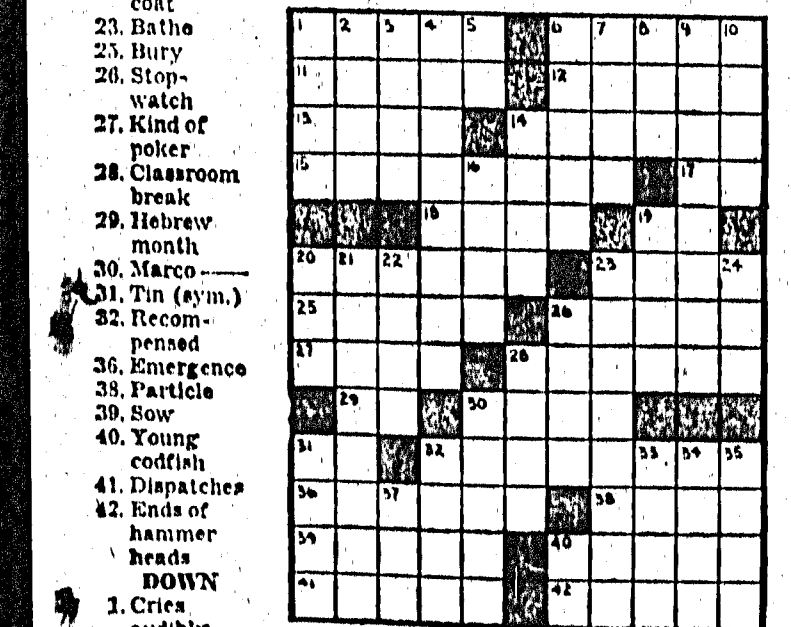 coat
23. Bathe
25. Bury
26. Stop-
watch
27. Kind of
poker
28. Classroom
break
29. Hebrew
month
30. Marco ——
31. Tin (sym.)
32. Recom-
pensed
36. Emergence
38. Particle
39. Sow
40. Young
codfish
41. Dispatches
42. Ends of
hammer
heads
DOWN
1. Cries
1 2 3 4 5 6 7 8 9 10
11 12
13 14
15 16 17
18 19
20 21 22 23 24
25 26
27 28
29 30
31 32 33 34 35
36 37 38
39 40
41 42